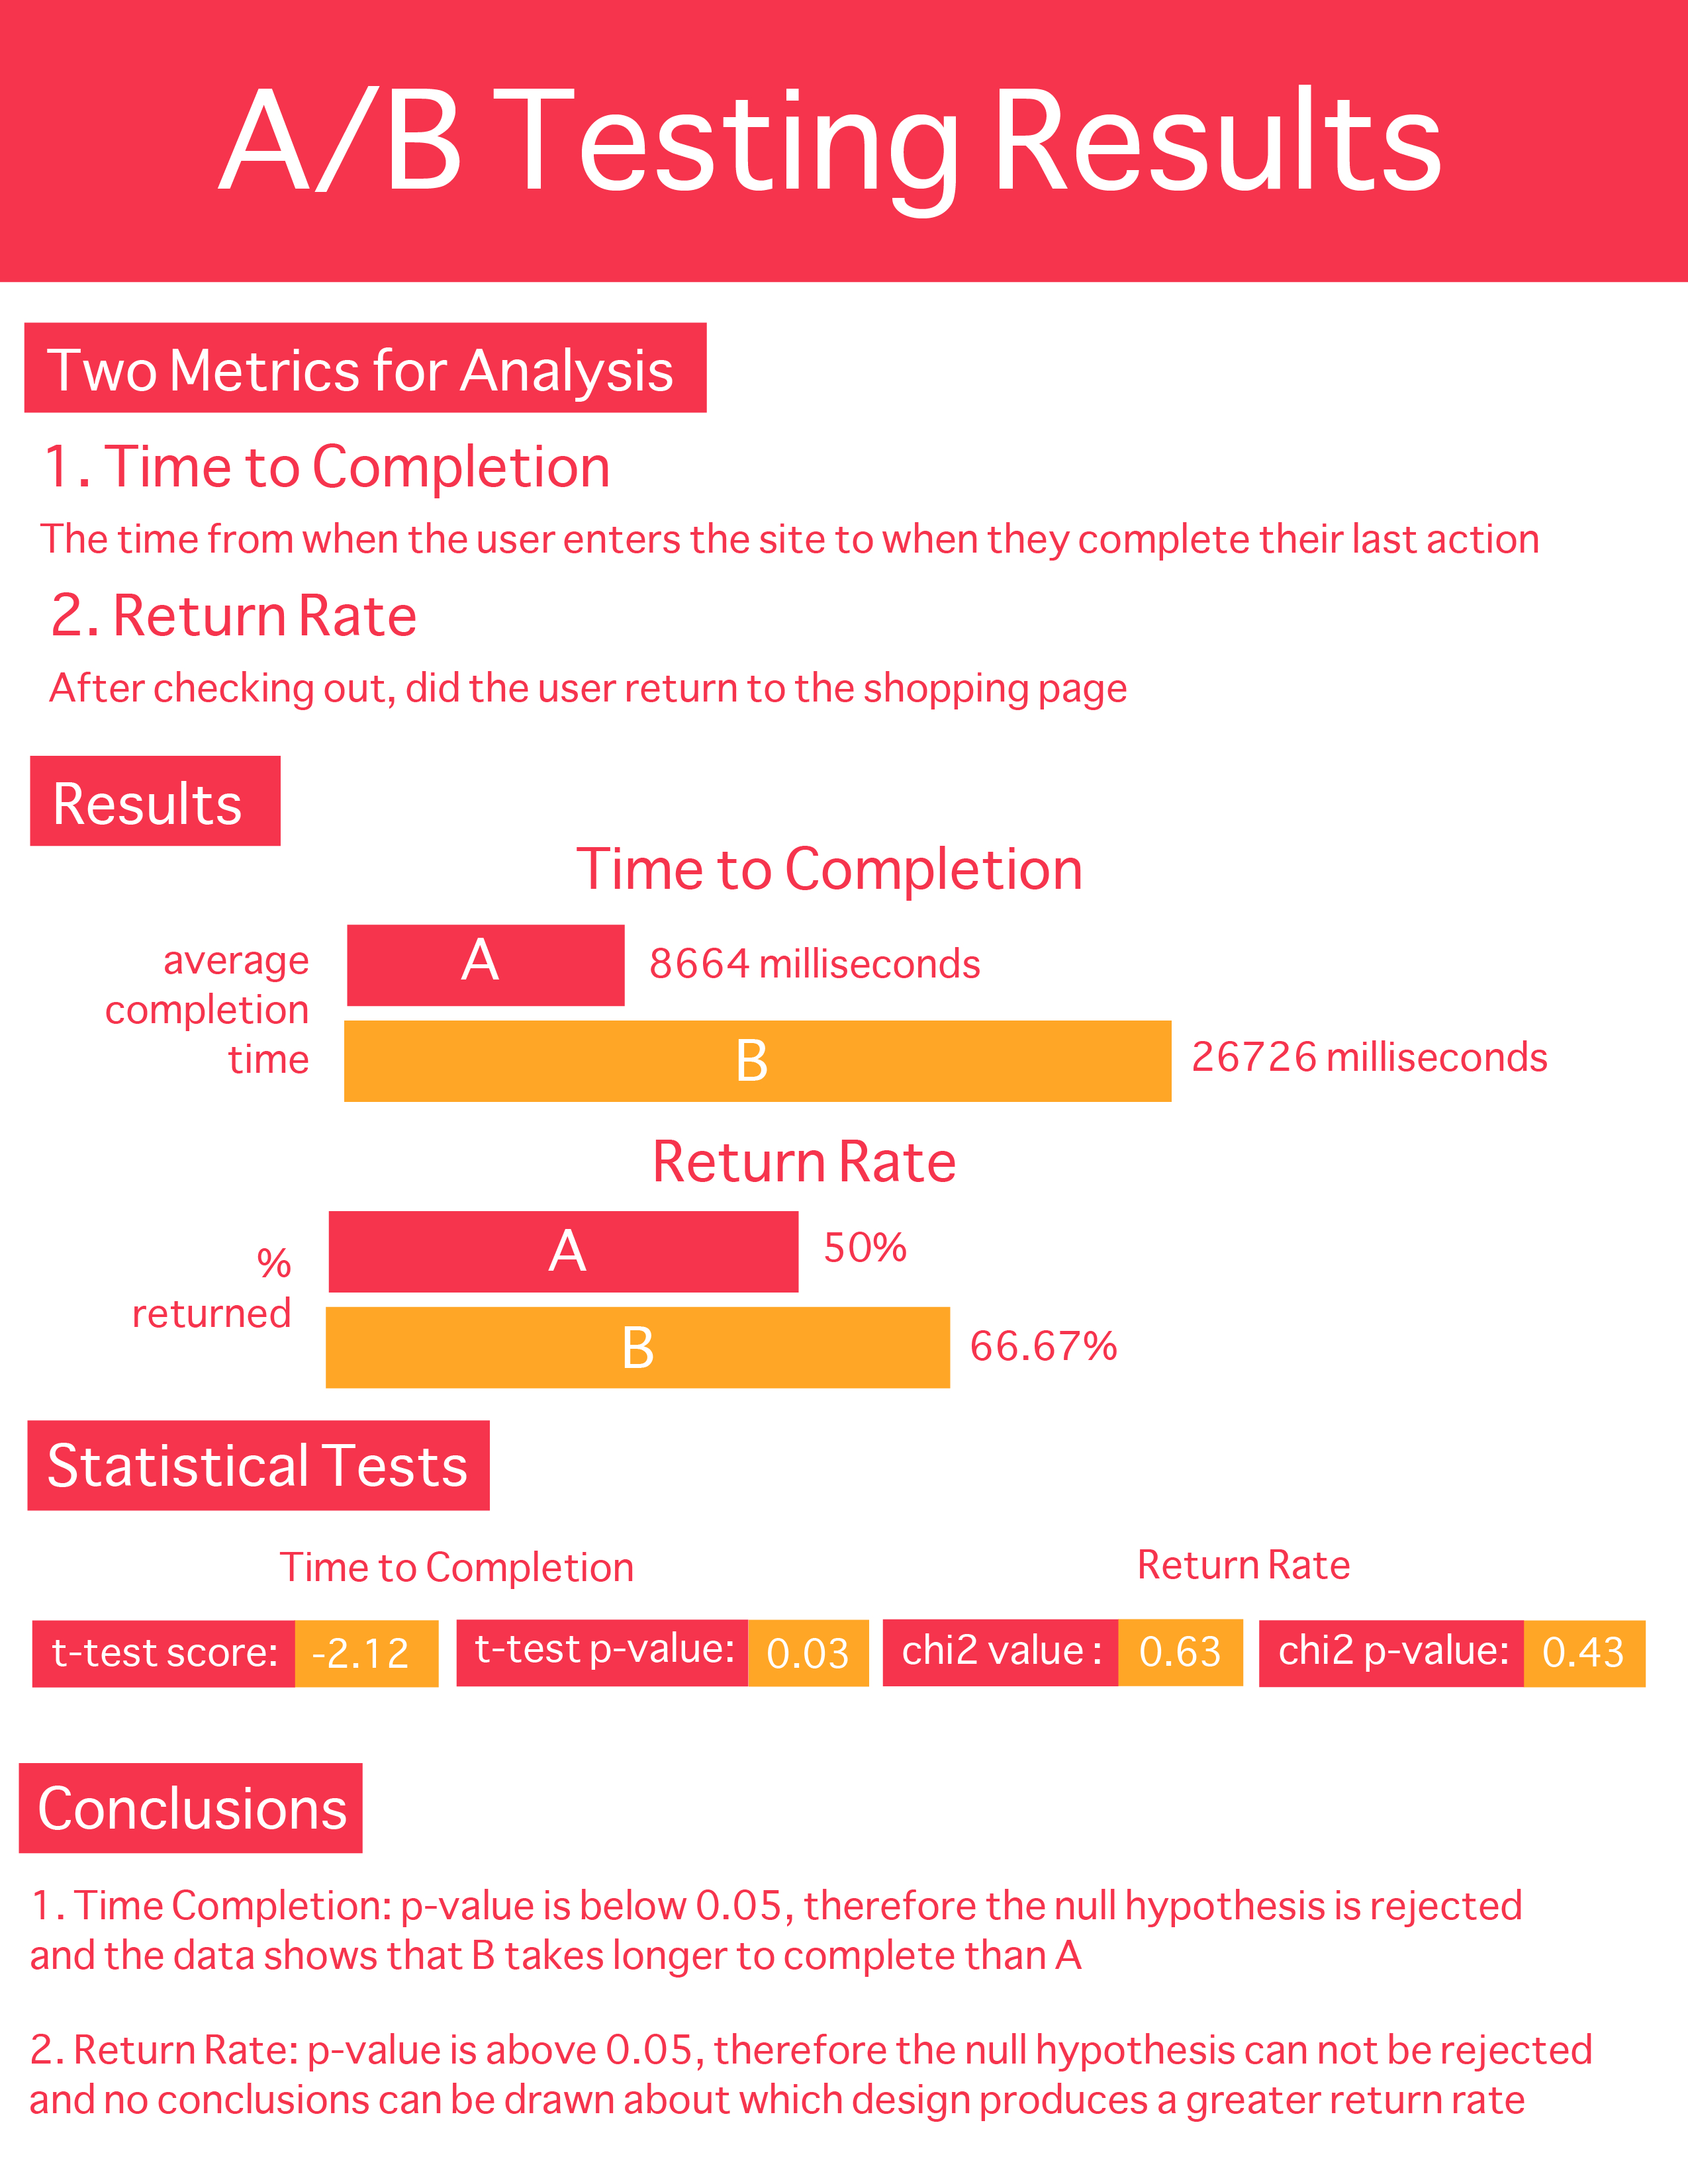 A/B Testing Results
Two Metrics for Analysis
1. Time to Completion
The time from when the user enters the site to when they complete their last action
2. Return Rate
After checking out, did the user return to the shopping page
Results
Time to Completion
average
completion
time
A
8664 milliseconds
B
26726 milliseconds
Return Rate
%
returned
A
50%
B
66.67%
Statistical Tests
Time to Completion
Return Rate
t-test score: -2.12
t-test p-value: 0.03
chi2 value : 0.63
chi2 p-value: 0.43
Conclusions
1. Time Completion: p-value is below 0.05, therefore the null hypothesis is rejected
and the data shows that B takes longer to complete than A
2. Return Rate: p-value is above 0.05, therefore the null hypothesis can not be rejected
and no conclusions can be drawn about which design produces a greater return rate